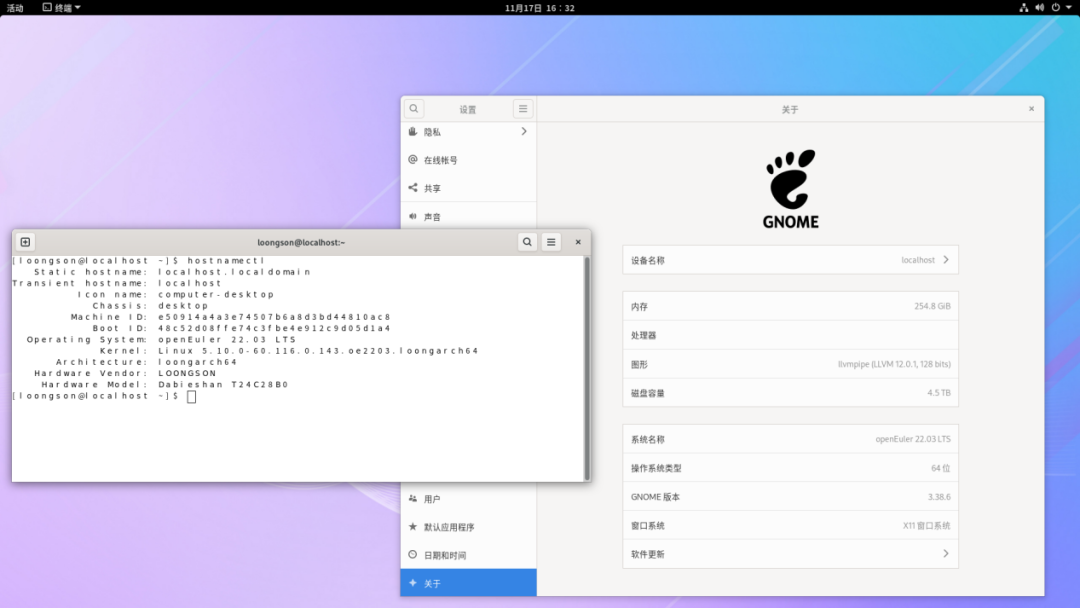 活动 终端 11月17日 16：32
设置
隐私
在线帐号
共享
声音
loongson@localhost:~
[loongson@localhost ~]$ hostnamectl
Static hostname: localhost.localdomain
Transient hostname: localhost
Icon name: computer-desktop
Chassis: desktop
Machine ID: e50914a4a3e74507b6a8d3bd44810ac8
Boot ID: 48c52d08ffe74c3fbe4e912c9d05d1a4
Operating System: openEuler 22.03 LTS
Kernel: Linux 5.10.0-60.116.0.143.oe2203.loongarch64
Architecture: loongarch64
Hardware Vendor: LOONGSON
Hardware Model: Dabieshan T24C28B0
[loongson@localhost ~]$
用户
默认应用程序
日期和时间
关于
关于
GNOME
设备名称 localhost
内存 254.8 GiB
处理器
图形 llvmpipe (LLVM 12.0.1, 128 bits)
磁盘容量 4.5 TB
系统名称 openEuler 22.03 LTS
操作系统类型 64 位
GNOME 版本 3.38.6
窗口系统 X11 窗口系统
软件更新